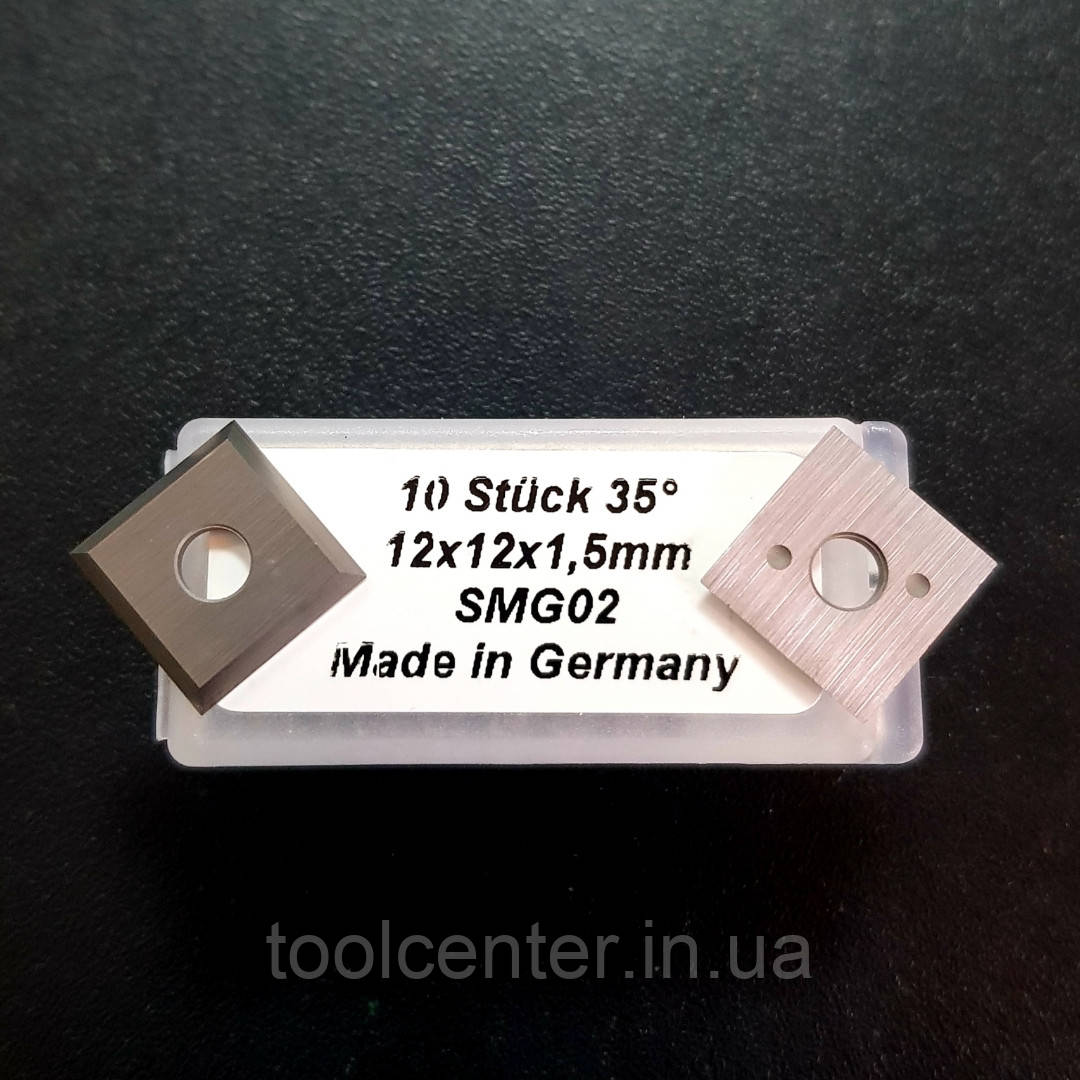 10 Stück 35°
12x12x1,5mm
SMG02
Made in Germany
toolcenter.in.ua